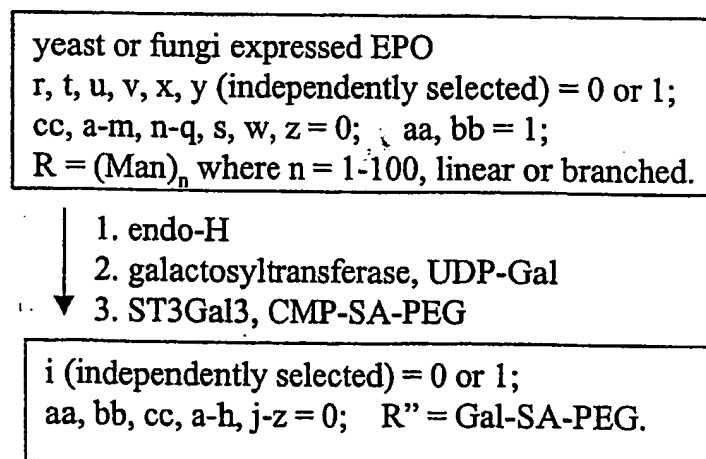 yeast or fungi expressed EPO
r, t, u, v, x, y (independently selected) = 0 or 1;
cc, a-m, n-q, s, w, z = 0; aa, bb = 1;
R = (Man)n where n = 1-100, linear or branched.
1. endo-H
2. galactosyltransferase, UDP-Gal
3. ST3Gal3, CMP-SA-PEG
i (independently selected) = 0 or 1;
aa, bb, cc, a-h, j-z = 0; R” = Gal-SA-PEG.